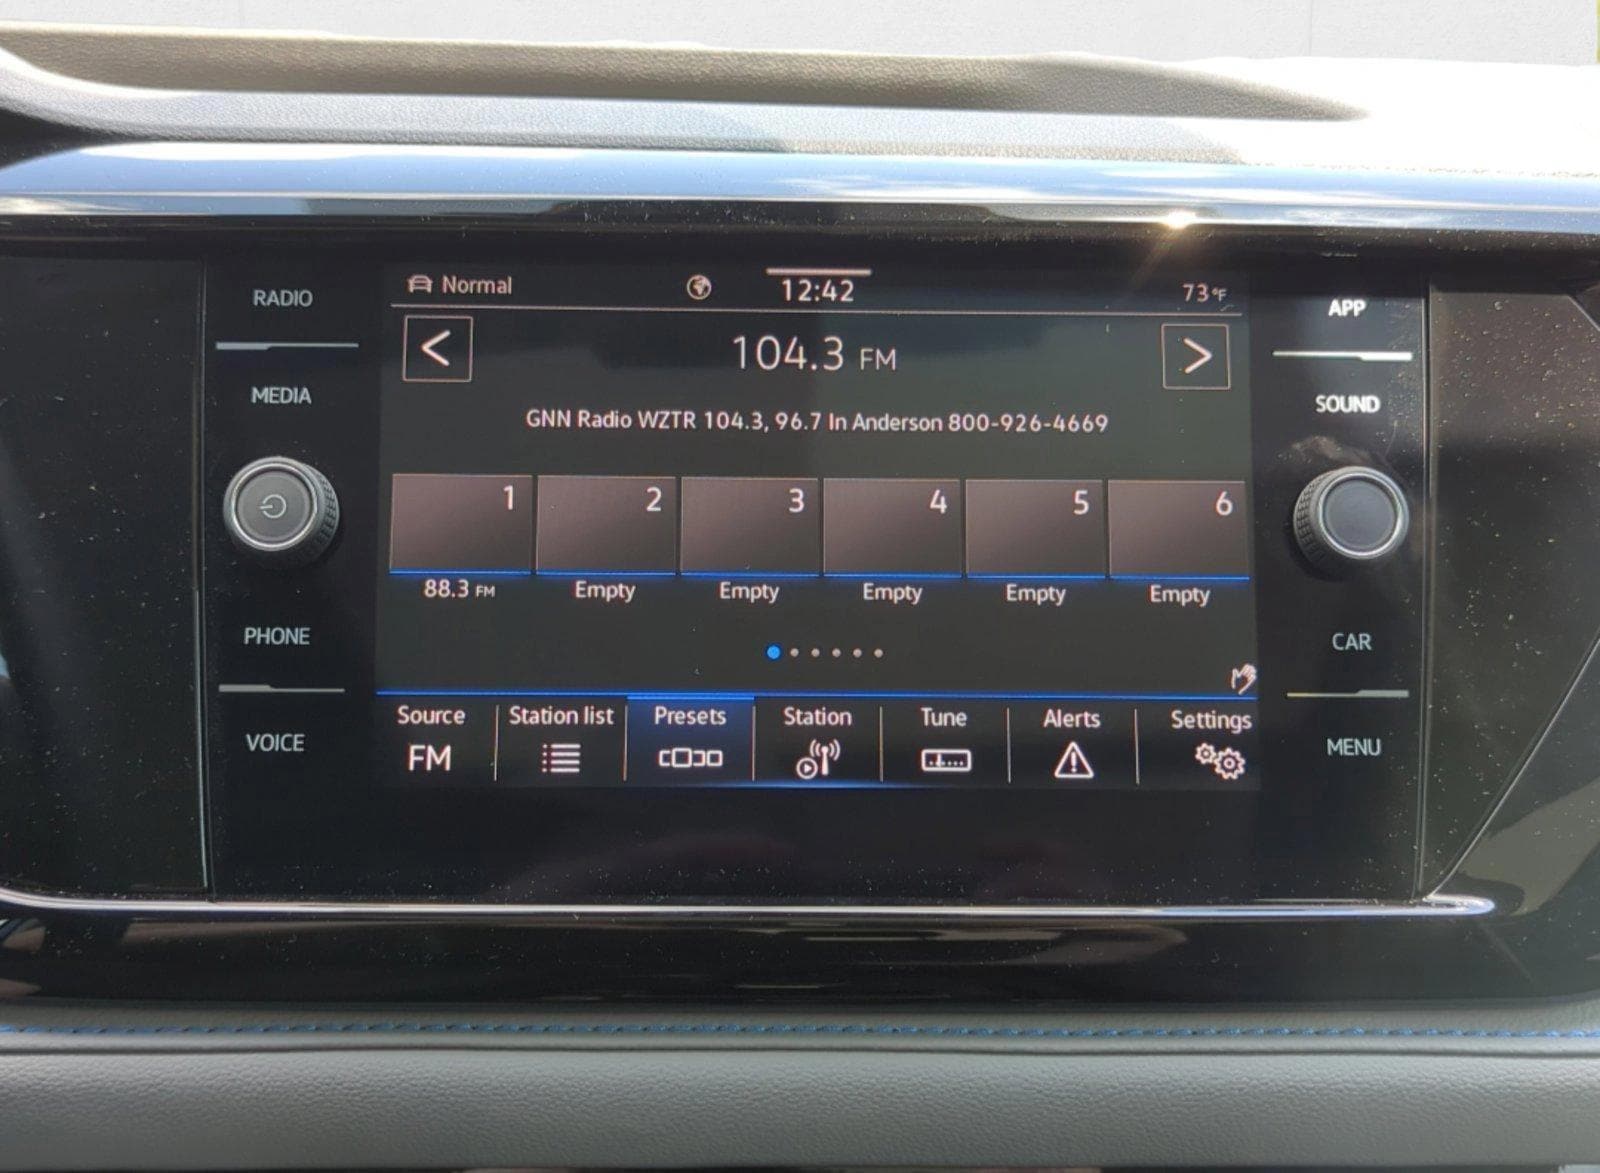 RADIO
MEDIA
PHONE
VOICE
Normal
12:42
73°F
<
104.3 FM
>
GNN Radio WZTR 104.3, 96.7 In Anderson 800-926-4669
1 2 3 4 5 6
88.3 FM Empty Empty Empty Empty Empty
Source Station list Presets Station Tune Alerts Settings
FM
APP
SOUND
CAR
MENU